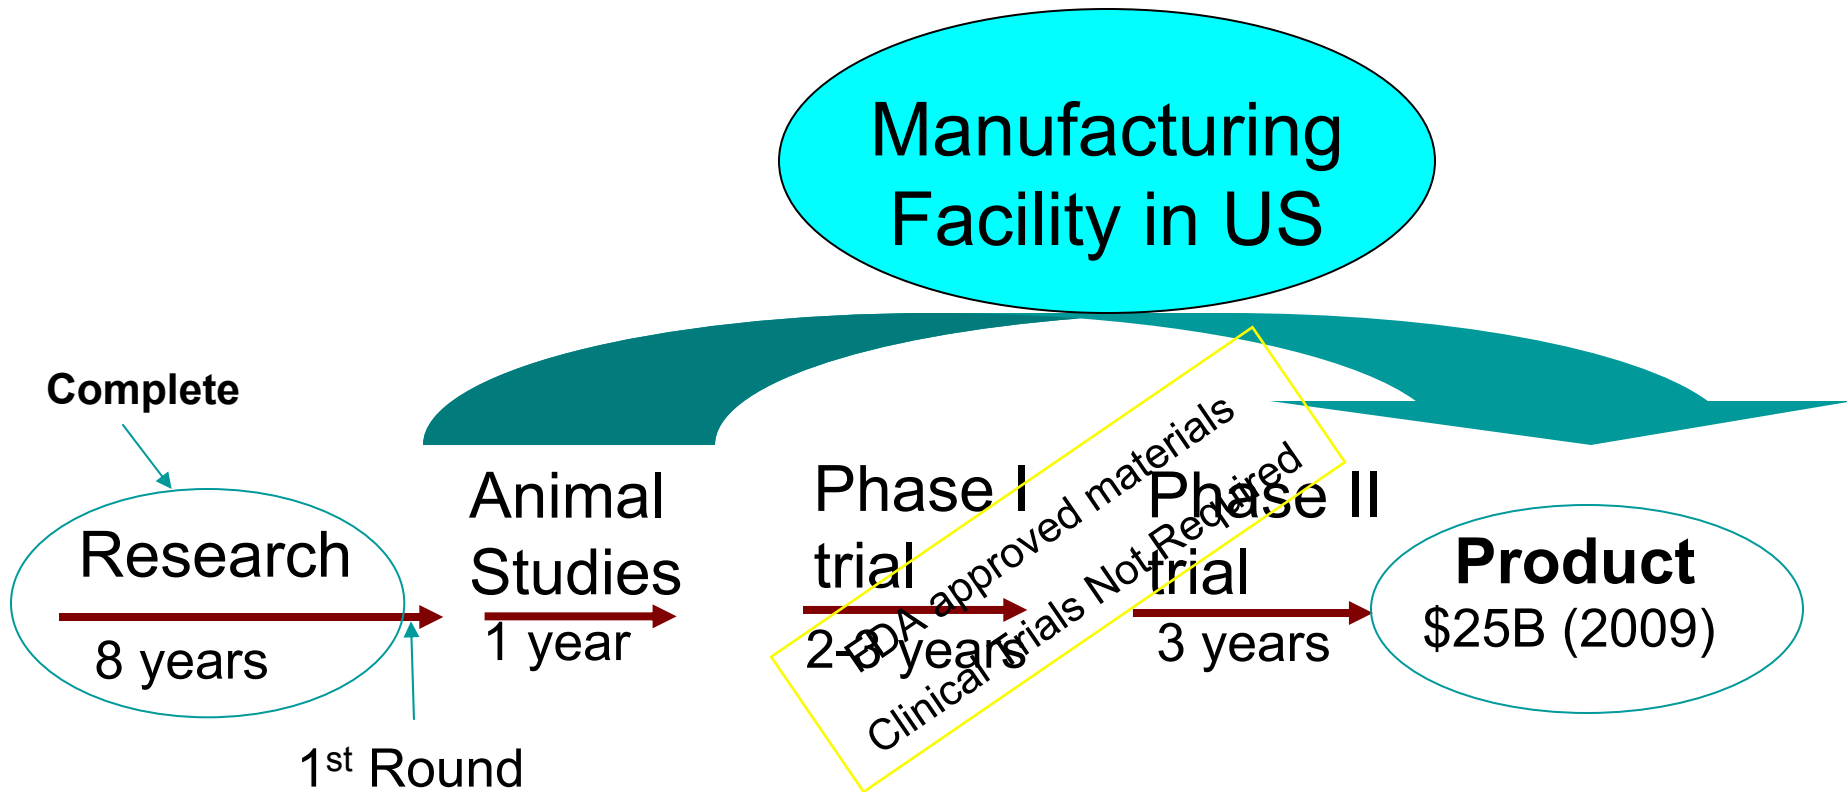 Manufacturing
Facility in US
Complete
Research
8 years
1st Round
Animal
Studies
1 year
Phase I
trial
2-3 years
FDA approved materials
Clinical Trials Not Required
Phase II
trial
3 years
Product
$25B (2009)